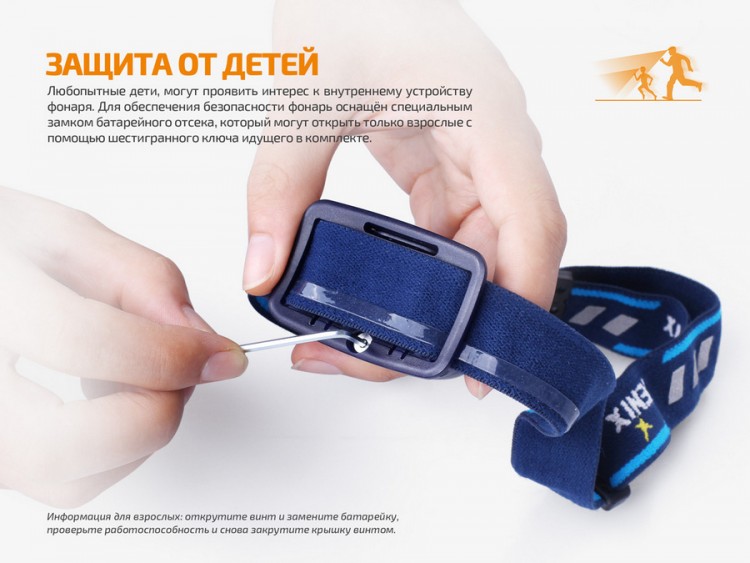 ЗАЩИТА ОТ ДЕТЕЙ
Любопытные дети, могут проявить интерес к внутреннему устройству
фонаря. Для обеспечения безопасности фонарь оснащён специальным
замком батарейного отсека, который могут открыть только взрослые с
помощью шестигранного ключа идущего в комплекте.
ENIX
Информация для взрослых: открутите винт и замените батарейку,
проверьте работоспособность и снова закрутите крышку винтом.